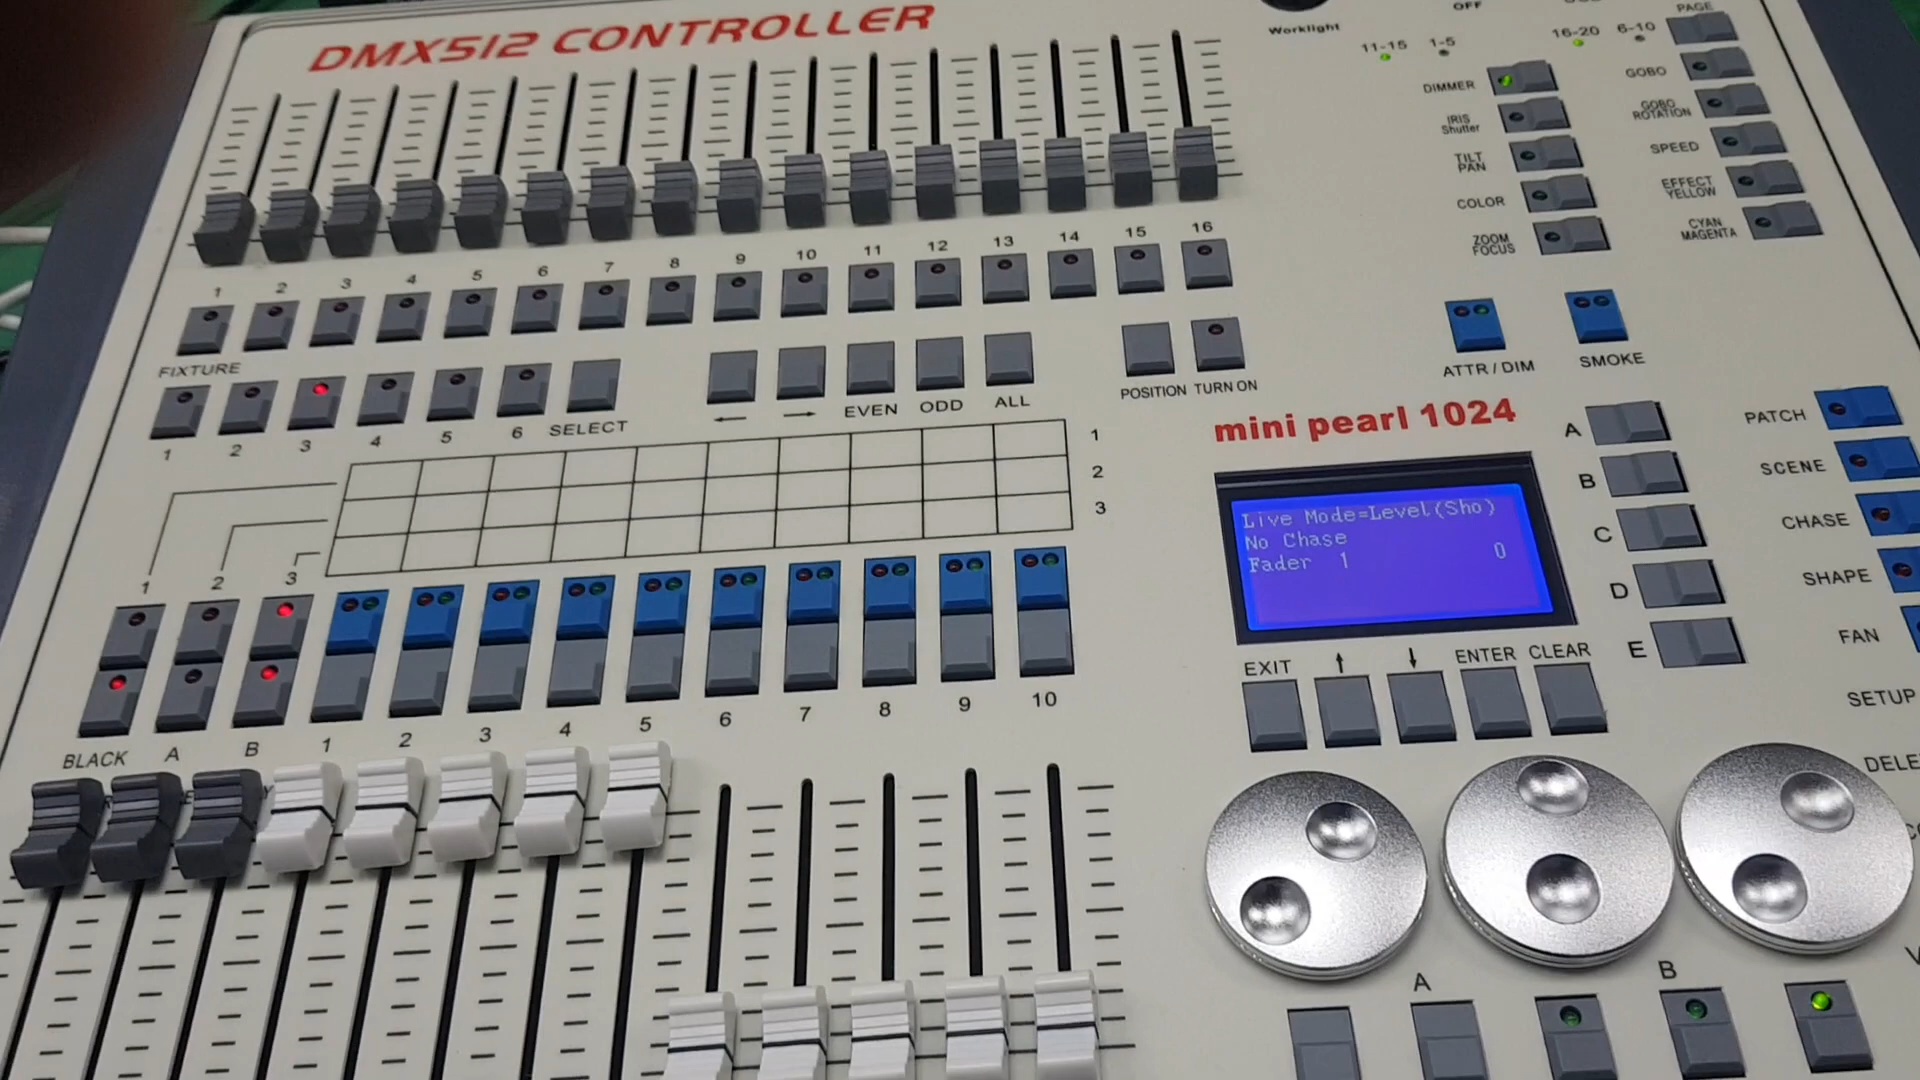 DMX512 CONTROLLER
Worklight
OFF
11-15 1-5
16-20 6-10
PAGE
DIMMER
GOBO
IRIS
Shutter
GOBO
ROTATION
TILT
PAN
SPEED
COLOR
EFFECT
YELLOW
ZOOM
FOCUS
CYAN
MAGENTA
1 2 3 4 5 6 7 8 9 10 11 12 13 14 15 16
FIXTURE
1 2 3 4 5 6 SELECT
← → EVEN ODD ALL
POSITION TURN ON
ATTR / DIM
SMOKE
mini pearl 1024
Live Mode=Level(Sho)
No Chase
Fader 1 0
A
B
C
D
E
PATCH
SCENE
CHASE
SHAPE
FAN
SETUP
EXIT ↑ ↓ ENTER CLEAR
1
2
3
1 2 3
BLACK A B 1 2 3 4 5 6 7 8 9 10
A B